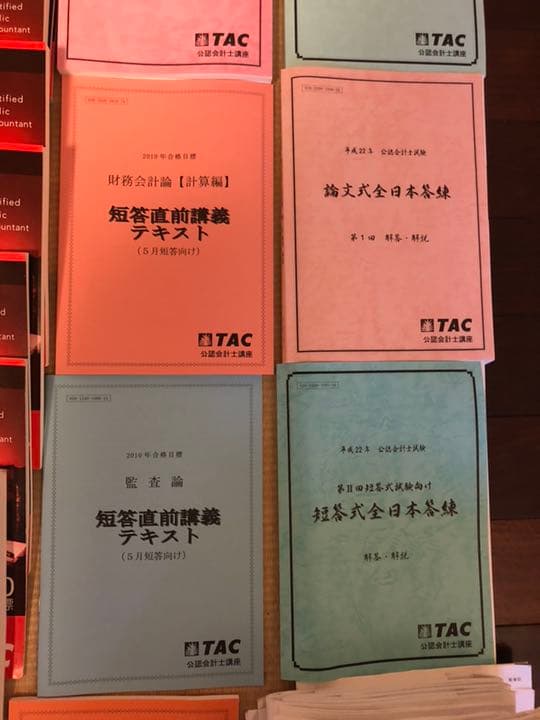 TAC
公認会計士講座
TAC
公認会計士講座
tified
lic
ountant
tified
lic
ountant
2010年合格目標
財務会計論【計算編】
短答直前講義
テキスト
(5月短答向け)
TAC
公認会計士講座
平成22年 公認会計士試験
論文式全日本答練
第1回 解答・解説
TAC
公認会計士講座
2010年合格目標
監査論
短答直前講義
テキスト
(5月短答向け)
TAC
公認会計士講座
平成22年 公認会計士試験
第Ⅱ回短答式試験向け
短答式全日本答練
解答・解説
TAC
公認会計士講座